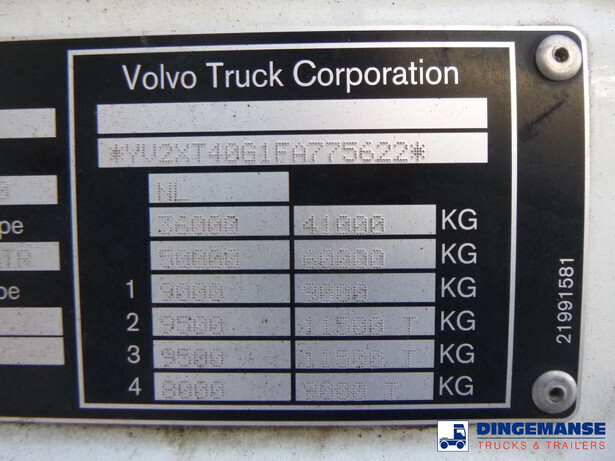 Volvo Truck Corporation
*YV2XT40G1FA775622*
NL
36000 41000 KG
pe
50000 60000 KG
TR
pe
1 9000 9000 KG
2 9500 11500 T KG
3 9500 11500 T KG
4 8000 9600 T KG
21991581
DINGEMANSE
TRUCKS & TRAILERS